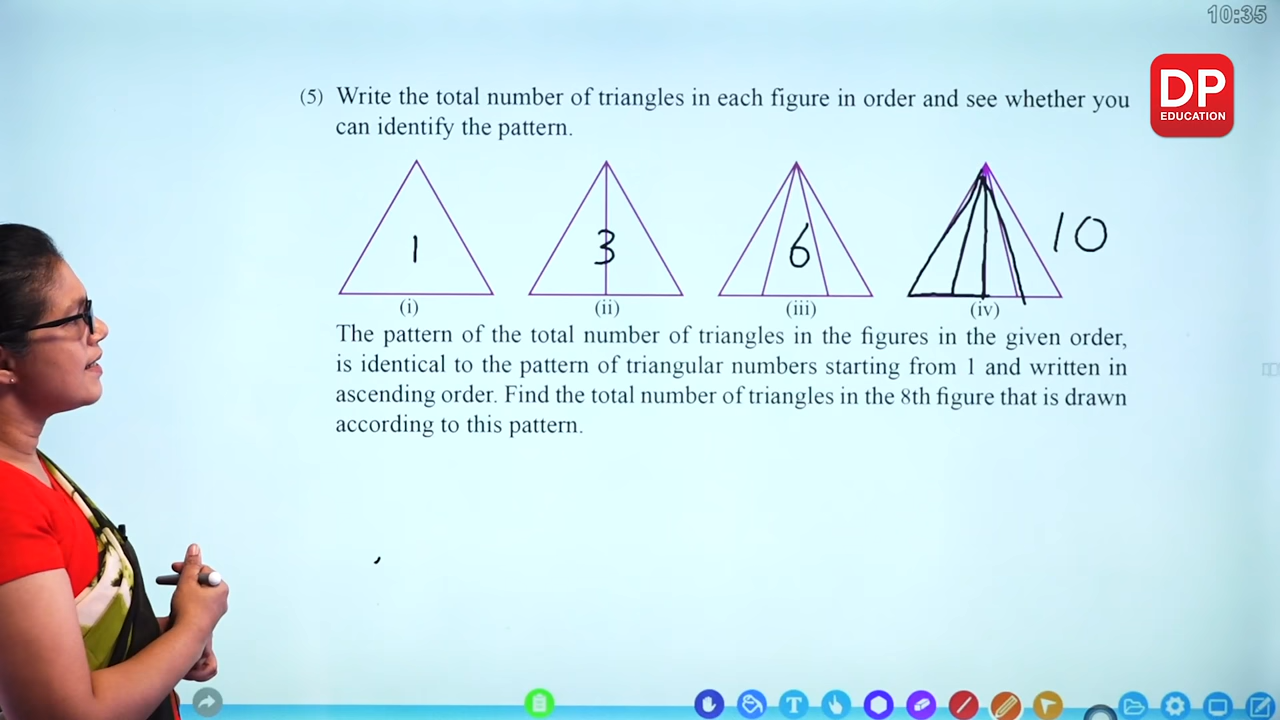 10:35
DP
EDUCATION
(5) Write the total number of triangles in each figure in order and see whether you
can identify the pattern.
1
3
6
10
(i)
(ii)
(iii)
(iv)
The pattern of the total number of triangles in the figures in the given order,
is identical to the pattern of triangular numbers starting from 1 and written in
ascending order. Find the total number of triangles in the 8th figure that is drawn
according to this pattern.
T